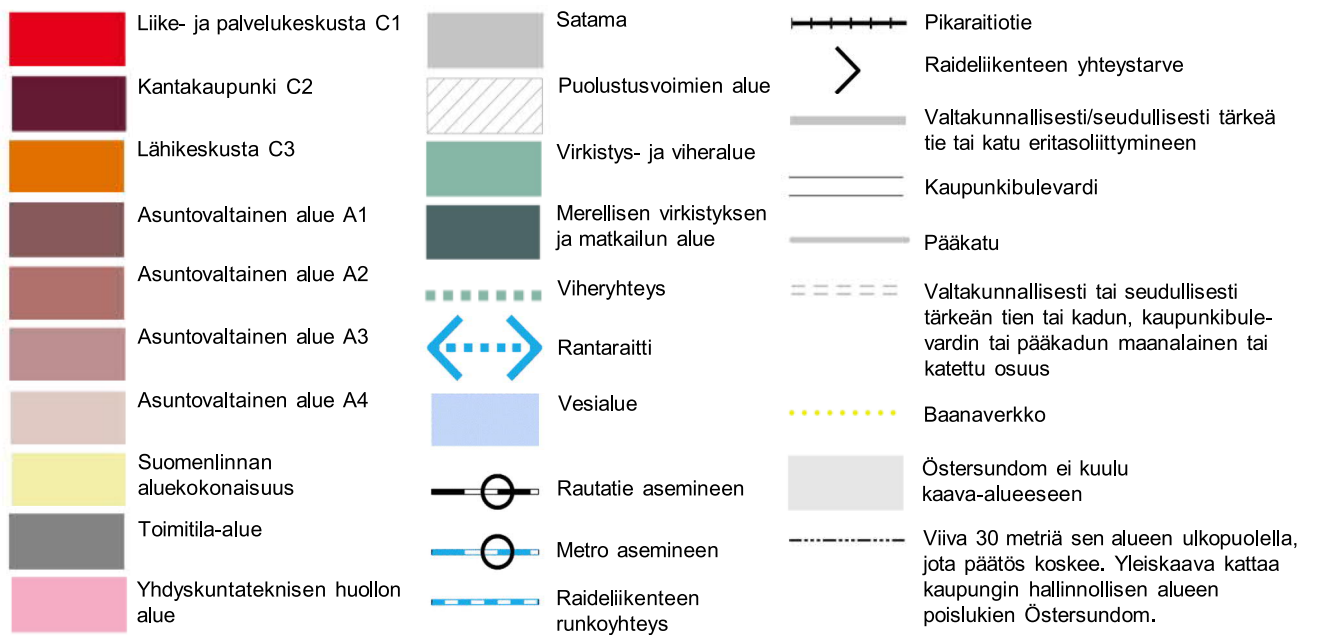 Liike- ja palvelukeskusta C1
Kantakaupunki C2
Lähikeskusta C3
Asuntovaltainen alue A1
Asuntovaltainen alue A2
Asuntovaltainen alue A3
Asuntovaltainen alue A4
Suomenlinnan
aluekokonaisuus
Toimitila-alue
Yhdyskuntateknisen huollon
alue
Satama
Puolustusvoimien alue
Virkistys- ja viheralue
Merellisen virkistyksen
ja matkailun alue
Viheryhteys
Rantaraitti
Vesialue
Rautatie asemineen
Metro asemineen
Raideliikenteen
runkoyhteys
Pikaraitiotie
Raideliikenteen yhteystarve
Valtakunnallisesti/seudullisesti tärkeä
tie tai katu eritasoliittymineen
Kaupunkibulevardi
Pääkatu
Valtakunnallisesti tai seudullisesti
tärkeän tien tai kadun, kaupunkibule-
vardin tai pääkadun maanalainen tai
katettu osuus
Baanaverkko
Östersundom ei kuulu
kaava-alueeseen
Viiva 30 metriä sen alueen ulkopuolella,
jota päätös koskee. Yleiskaava kattaa
kaupungin hallinnollisen alueen
poislukien Östersundom.